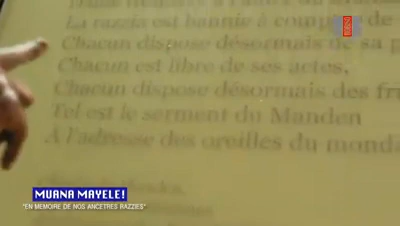 La razzia est bannie à compter de
Chacun dispose désormais de sa p
Chacun est libre de ses actes,
Chacun dispose désormais des fru
Tel est le serment du Manden
À l'adresse des oreilles du monde
MUANA MAYELE!
"EN MEMOIRE DE NOS ANCETRES RAZZIES"